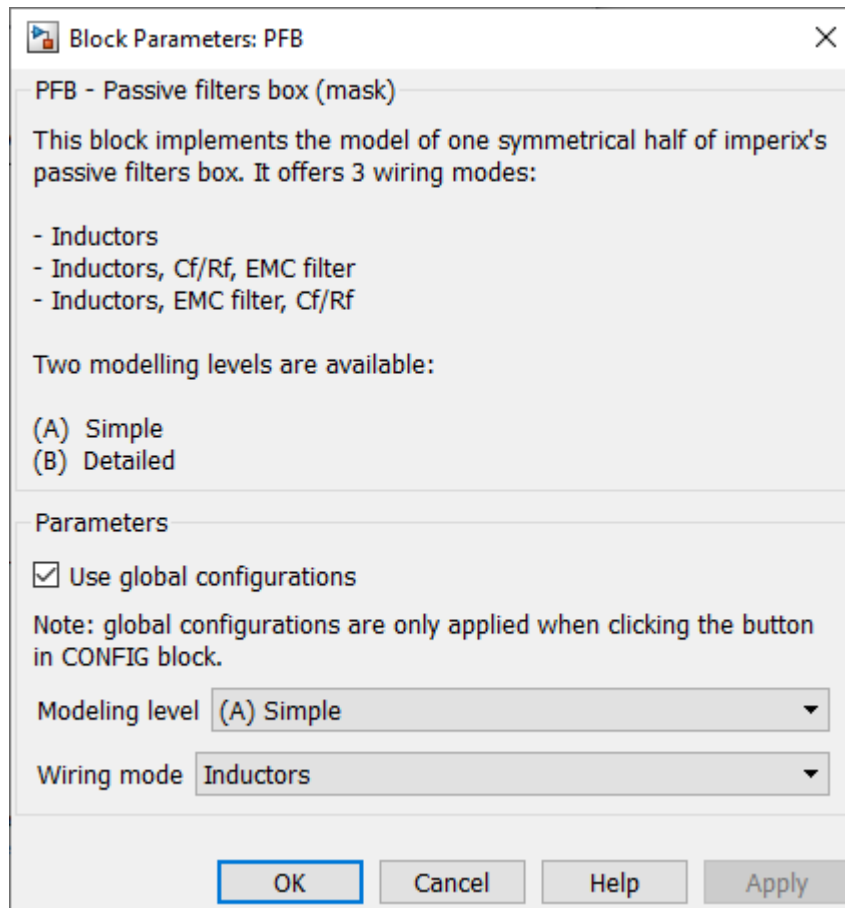 Block Parameters: PFB
PFB - Passive filters box (mask)
This block implements the model of one symmetrical half of imperix's
passive filters box. It offers 3 wiring modes:
- Inductors
- Inductors, Cf/Rf, EMC filter
- Inductors, EMC filter, Cf/Rf
Two modelling levels are available:
(A)  Simple
(B)  Detailed
Parameters
Use global configurations
Note: global configurations are only applied when clicking the button
in CONFIG block.
Modeling level (A) Simple
Wiring mode Inductors
OK Cancel Help Apply